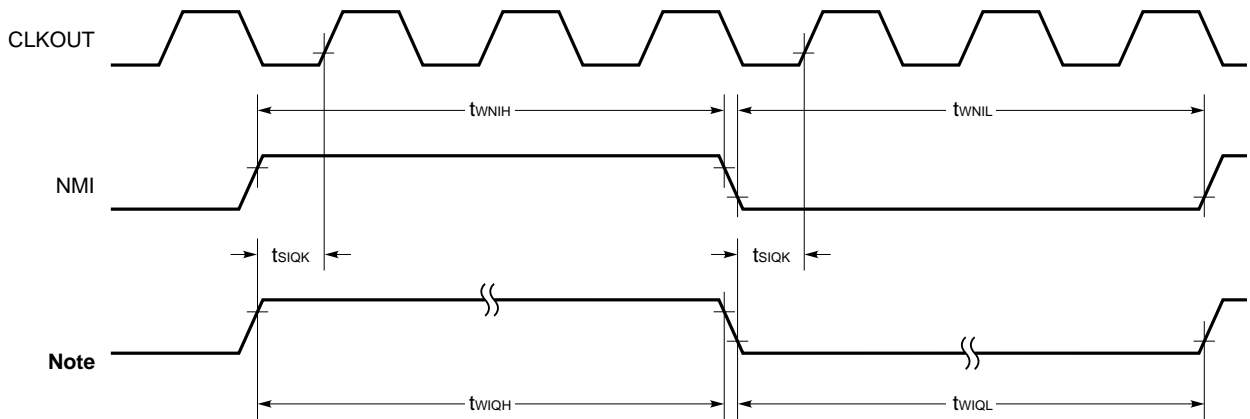 CLKOUT
tWNIH
tWNIL
NMI
tSIQK
tSIQK
Note
tWIQH
tWIQL